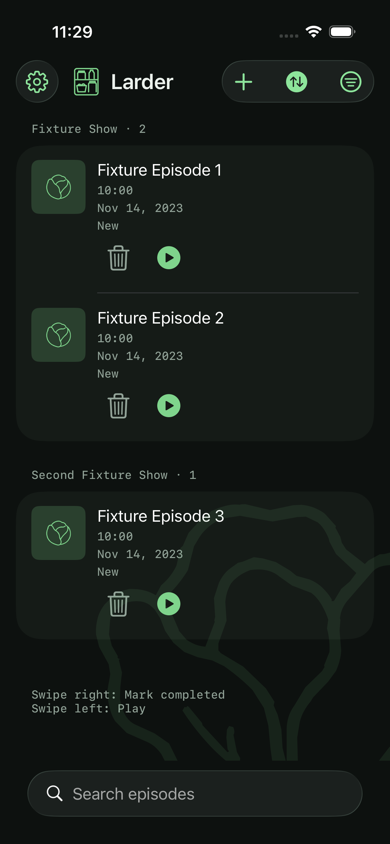 11:29
Larder
Fixture Show · 2
Fixture Episode 1
10:00
Nov 14, 2023
New
Fixture Episode 2
10:00
Nov 14, 2023
New
Second Fixture Show · 1
Fixture Episode 3
10:00
Nov 14, 2023
New
Swipe right: Mark completed
Swipe left: Play
Search episodes